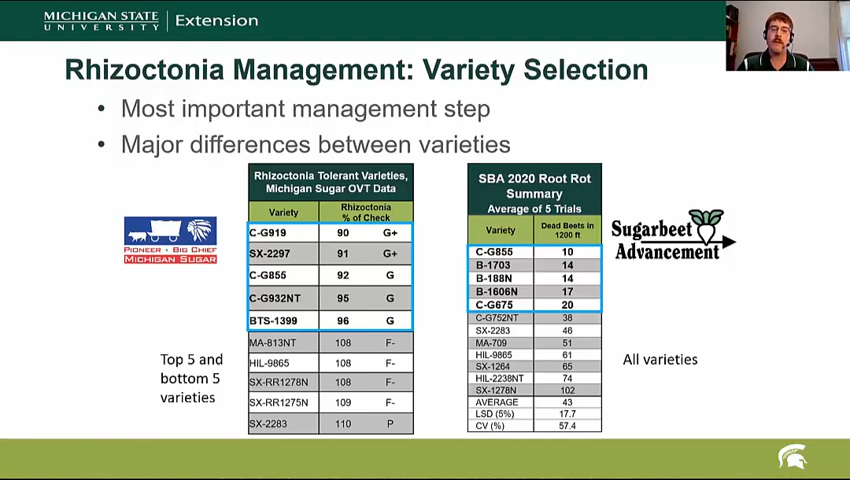 MICHIGAN STATE
UNIVERSITY
Extension
Rhizoctonia Management: Variety Selection
• Most important management step
• Major differences between varieties
PIONEER · BIG CHIEF
MICHIGAN SUGAR
Top 5 and
bottom 5
varieties
Rhizoctonia Tolerant Varieties,
Michigan Sugar OVT Data
Variety Rhizoctonia
% of Check
C-G919 90 G+
SX-2297 91 G+
C-G855 92 G
C-G932NT 95 G
BTS-1399 96 G
MA-813NT 108 F-
HIL-9865 108 F-
SX-RR1278N 108 F-
SX-RR1275N 109 F-
SX-2283 110 P
SBA 2020 Root Rot
Summary
Average of 5 Trials
Variety Dead Beets in
1200 ft
C-G855 10
B-1703 14
B-188N 14
B-1606N 17
C-G675 20
C-G752NT 38
SX-2283 46
MA-709 51
HIL-9865 61
SX-1264 65
HIL-2238NT 74
SX-1278N 102
AVERAGE 43
LSD (5%) 17.7
CV (%) 57.4
Sugarbeet
Advancement
All varieties